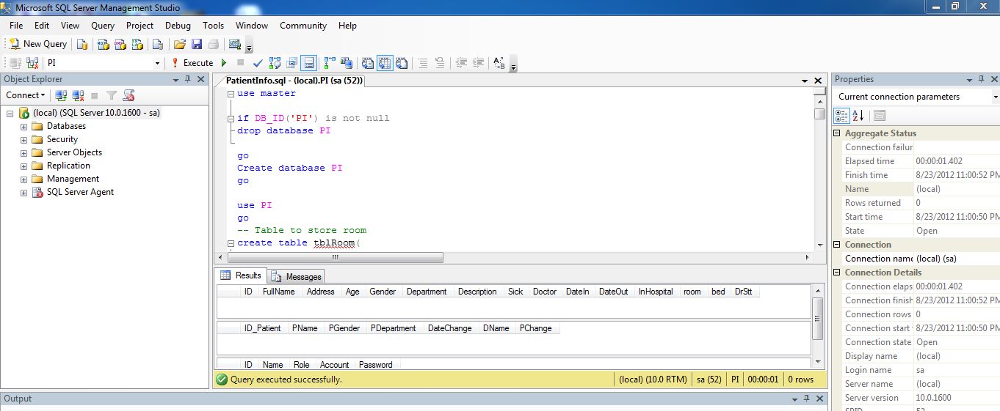 Microsoft SQL Server Management Studio
File Edit View Query Project Debug Tools Window Community Help
New Query
PI Execute
Object Explorer
Connect
(local) (SQL Server 10.0.1600 - sa)
Databases
Security
Server Objects
Replication
Management
SQL Server Agent
PatientInfo.sql - (local).PI (sa (52))
use master
if DB_ID('PI') is not null
drop database PI
go
Create database PI
go
use PI
go
-- Table to store room
create table tblRoom(
Results Messages
ID FullName Address Age Gender Department Description Sick Doctor DateIn DateOut InHospital room bed DrStt
ID_Patient PName PGender PDepartment DateChange DName PChange
ID Name Role Account Password
Query executed successfully. (local) (10.0 RTM) sa (52) PI 00:00:01 0 rows
Output
Properties
Current connection parameters
Aggregate Status
Connection failur
Elapsed time 00:00:01.402
Finish time 8/23/2012 11:00:52 PM
Name (local)
Rows returned 0
Start time 8/23/2012 11:00:50 PM
State Open
Connection
Connection name (local) (sa)
Connection Details
Connection elaps 00:00:01.402
Connection finish 8/23/2012 11:00:52 PM
Connection rows 0
Connection start 8/23/2012 11:00:50 PM
Connection state Open
Display name (local)
Login name sa
Server name (local)
Server version 10.0.1600
SPID 52